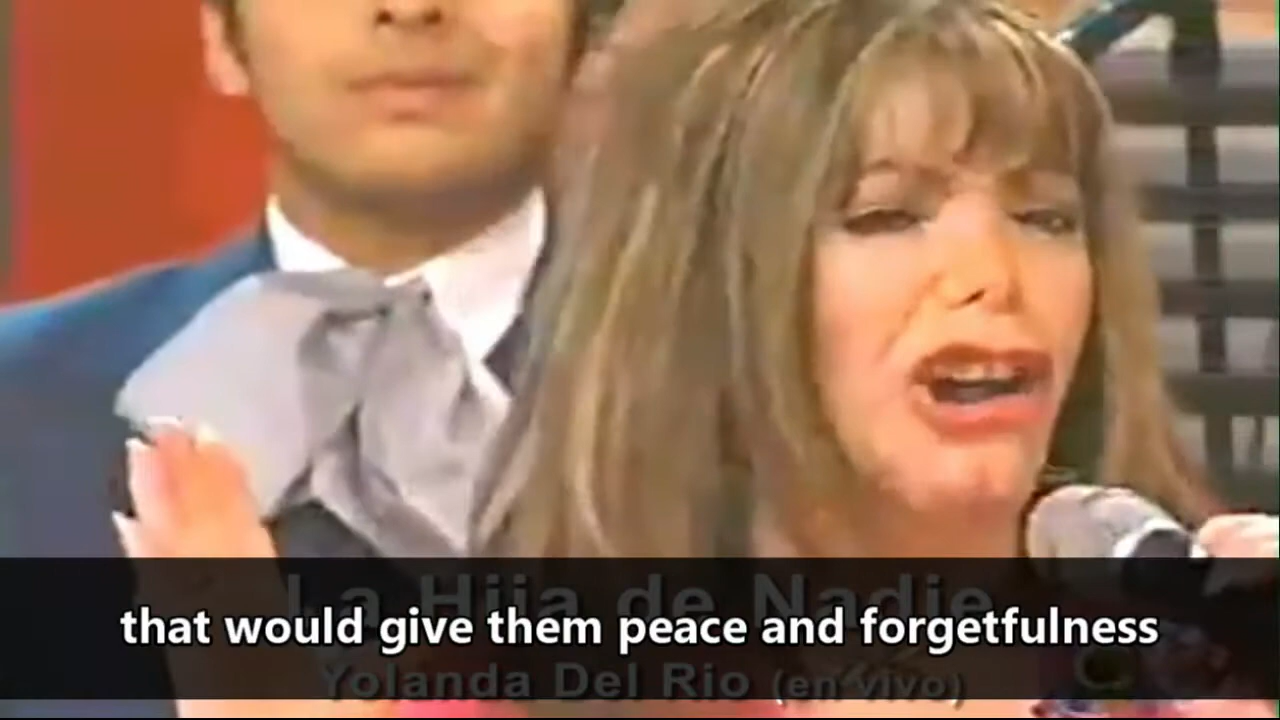 La Hija de Nadie
that would give them peace and forgetfulness
Yolanda Del Rio (en vivo)